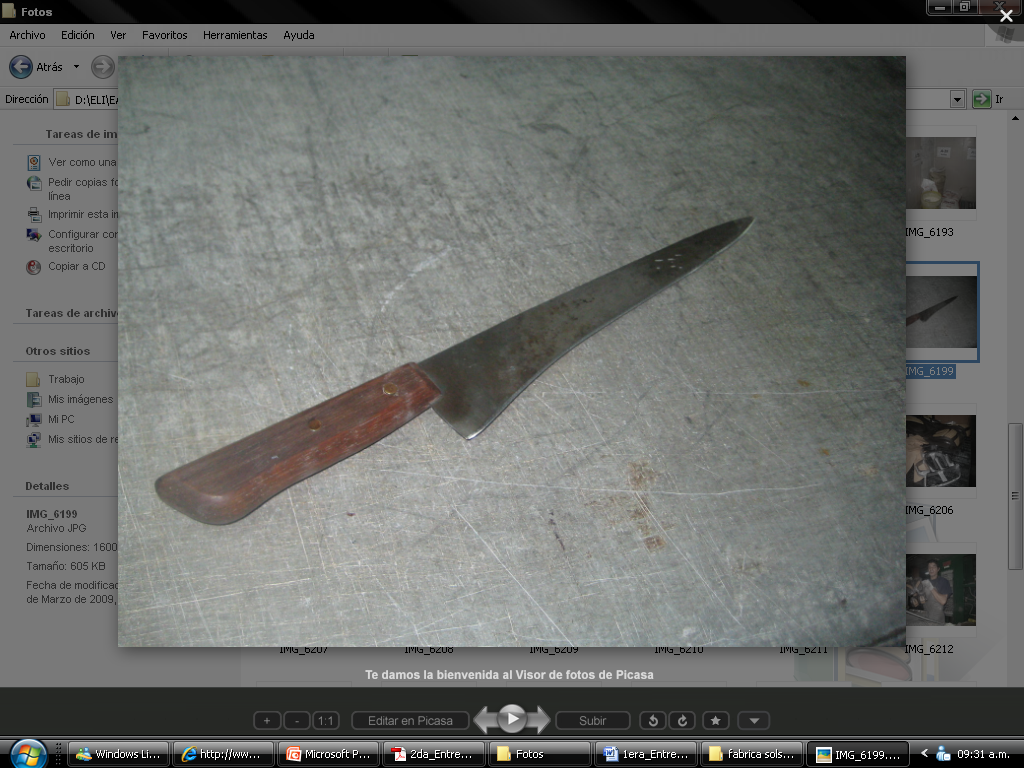 Fotos
Archivo Edición Ver Favoritos Herramientas Ayuda
Atrás
Dirección D:\ELI\E Ir
Tareas de im
Ver como una
Pedir copias fo
línea
Imprimir esta in
Configurar cor
escritorio
Copiar a CD
Tareas de archiv
Otros sitios
Trabajo
Mis imágenes
Mi PC
Mis sitios de re
Detalles
IMG_6199
Archivo JPG
Dimensiones: 1600
Tamaño: 605 KB
Fecha de modificac
de Marzo de 2009,
IMG_6193
IMG_6199
IMG_6206
IMG_6207 IMG_6208 IMG_6209 IMG_6210 IMG_6211 IMG_6212
Te damos la bienvenida al Visor de fotos de Picasa
+ - 1:1 Editar en Picasa Subir
Windows Li... http://ww... Microsoft P... 2da_Entre... Fotos 1era_Entre... fabrica sols... IMG_6199.... 09:31 a.m.